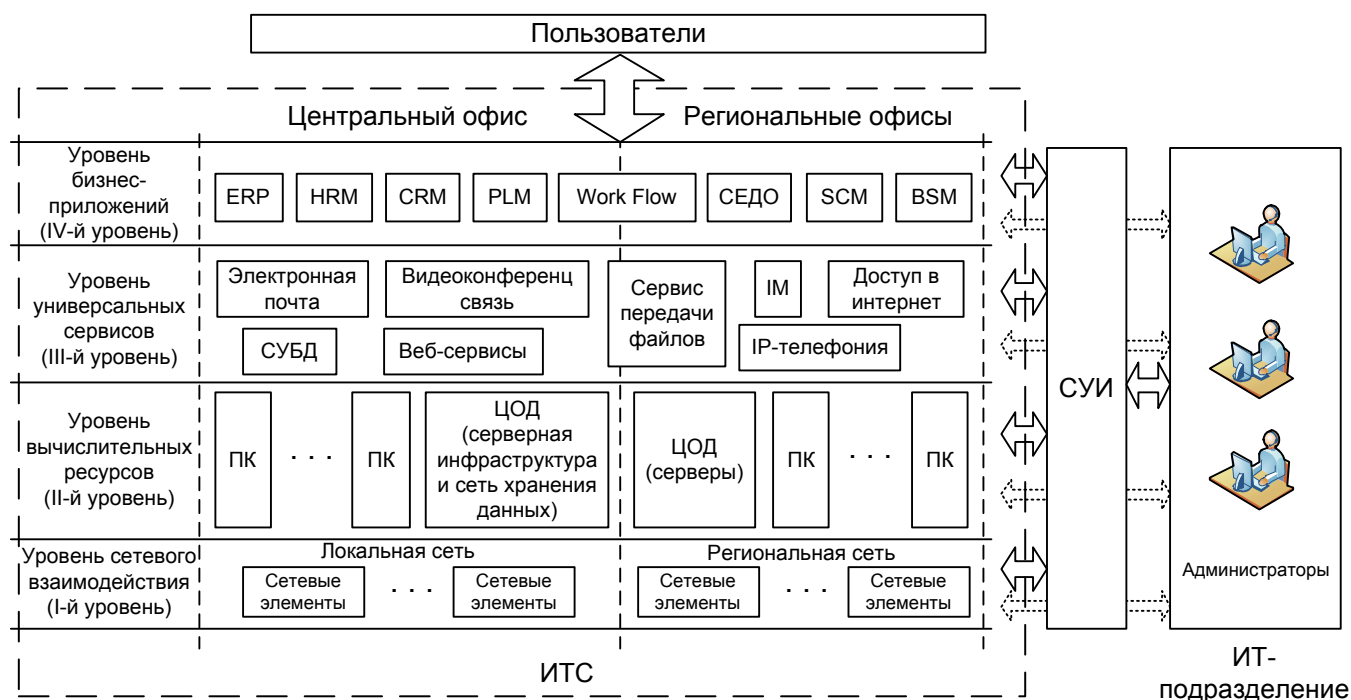 Пользователи
Центральный офис
Региональные офисы
Уровень
бизнес-
приложений
(IV-й уровень)
ERP
HRM
CRM
PLM
Work Flow
СЕДО
SCM
BSM
Уровень
универсальных
сервисов
(III-й уровень)
Электронная
почта
Видеоконференц
связь
Сервис
передачи
файлов
IM
Доступ в
интернет
СУБД
Веб-сервисы
IP-телефония
Уровень
вычислительных
ресурсов
(II-й уровень)
ПК
. . .
ПК
ЦОД
(серверная
инфраструктура
и сеть хранения
данных)
ЦОД
(серверы)
ПК
. . .
ПК
Уровень сетевого
взаимодействия
(I-й уровень)
Локальная сеть
Региональная сеть
Сетевые
элементы
. . .
Сетевые
элементы
Сетевые
элементы
. . .
Сетевые
элементы
ИТС
СУИ
Администраторы
ИТ-
подразделение